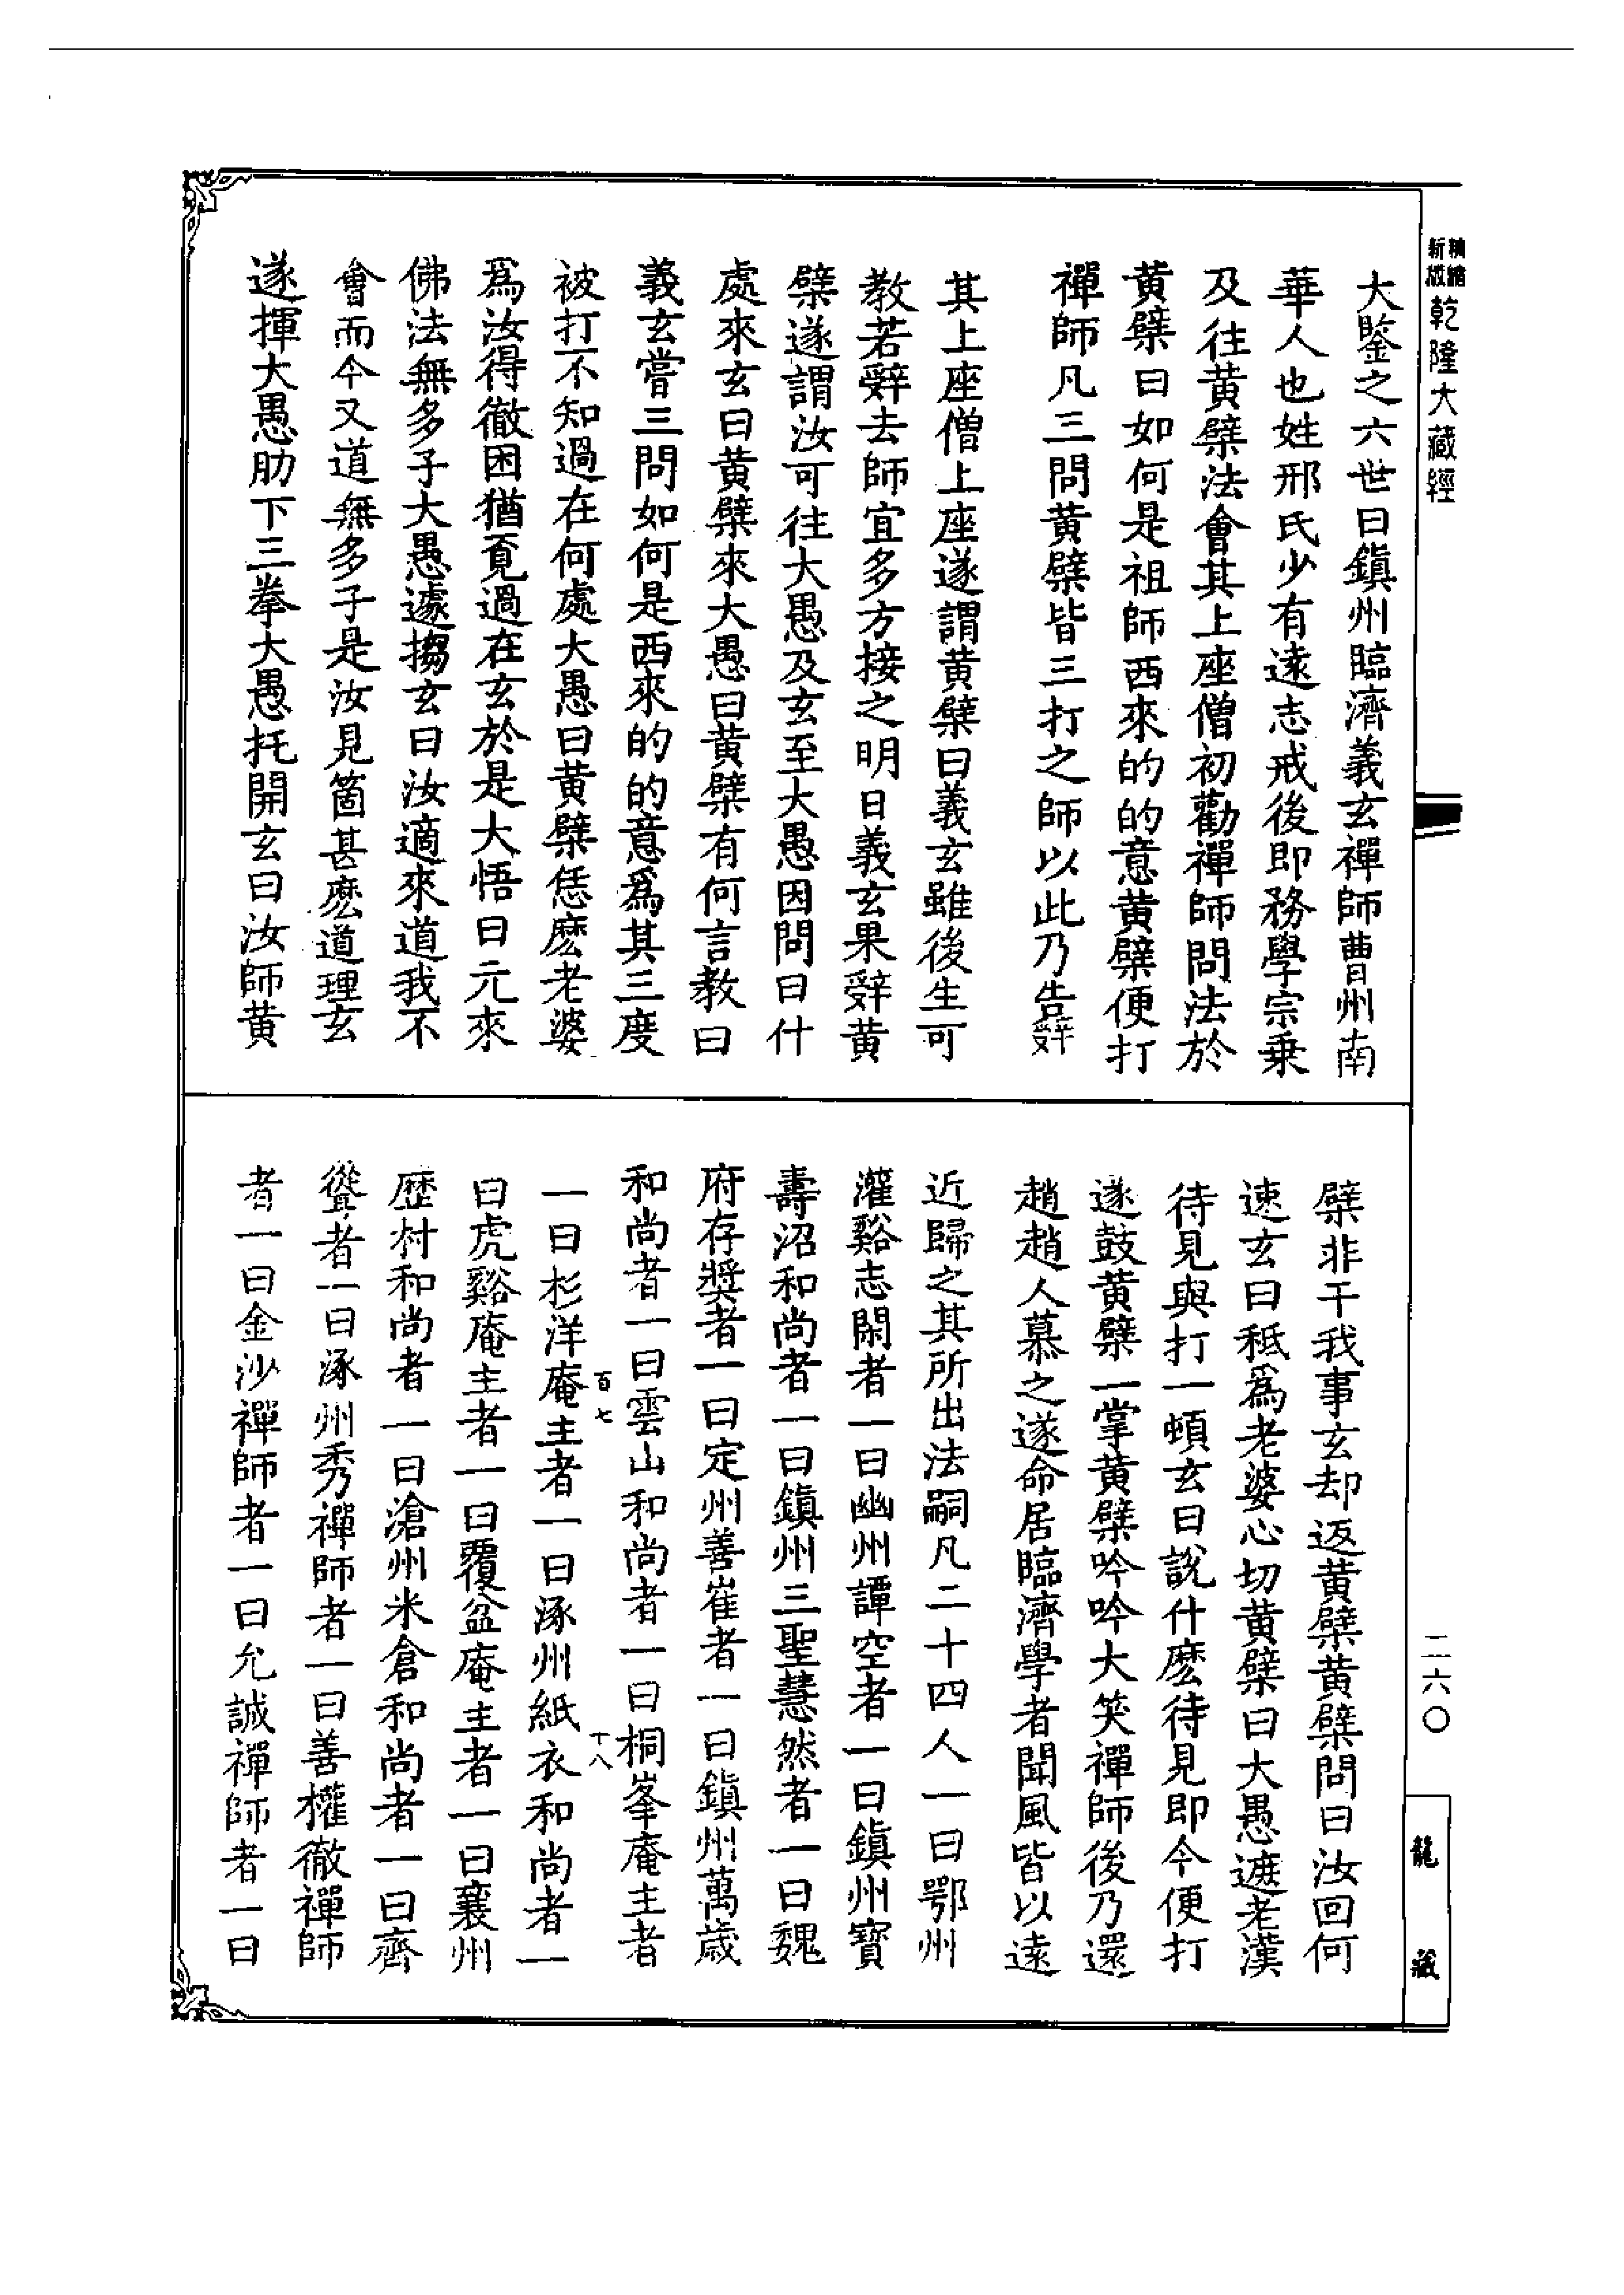 精縮新版乾隆大藏經
大鑒之六世曰鎮州臨濟義玄禪師曹州南
華人也姓邢氏少有遠志戒後即務學宗乘
及往黃檗法會其上座僧初勸禪師問法於
黃檗曰如何是祖師西來的的意黃檗便打
禪師凡三問黃檗皆三打之師以此乃告辤
其上座僧上座遂謂黃檗曰義玄雖後生可
教若辤去師宜多方接之明日義玄果辤黃
檗遂謂汝可往大愚及玄至大愚因問曰什
處來玄曰黃檗來大愚曰黃檗有何言教曰
義玄嘗三問如何是西來的的意為其三度
被打不知過在何處大愚曰黃檗恁麼老婆
為汝得徹困猶覔過在玄於是大悟曰元來
佛法無多子大愚遽搊玄曰汝適來道我不
會而今又道無多子是汝見箇甚麼道理玄
遂揮大愚肋下三拳大愚托開玄曰汝師黃
檗非干我事玄却返黃檗黃檗問曰汝回何
速玄曰秪為老婆心切黃檗曰大愚遮老漢
待見與打一頓玄曰說什麼待見即今便打
遂鼓黃檗一掌黃檗吟吟大笑禪師後乃還
趙趙人慕之遂命居臨濟學者聞風皆以遠
近歸之其所出法嗣凡二十四人一曰鄂州
灌谿志閑者一曰幽州譚空者一曰鎮州寶
壽沼和尚者一曰鎮州三聖慧然者一曰魏
府存獎者一曰定州善崔者一曰鎮州萬歲
和尚者一曰雲山和尚者一曰桐峯庵主者
百七
十八
一曰杉洋庵主者一曰涿州紙衣和尚者一
曰虎谿庵主者一曰覆盆庵主者一曰襄州
歷村和尚者一曰滄州米倉和尚者一曰齊
聳者一曰涿州秀禪師者一曰善權徹禪師
者一曰金沙禪師者一曰允誠禪師者一曰
二六〇
龍藏